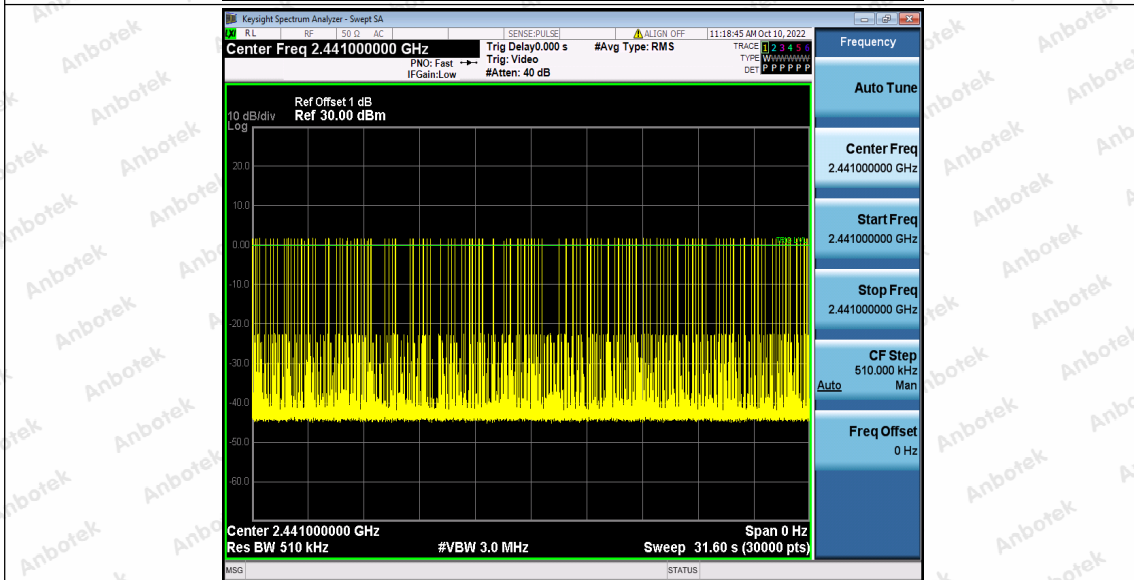 Keysight Spectrum Analyzer - Swept SA
LXI RL RF 50 Ω AC SENSE:PULSE ALIGN OFF 11:18:45 AM Oct 10, 2022
Center Freq 2.441000000 GHz
PNO: Fast
IFGain:Low
Trig Delay0.000 s
Trig: Video
#Atten: 40 dB
#Avg Type: RMS
TRACE 1 2 3 4 5 6
TYPE WWWWWW
DET P P P P P P
Ref Offset 1 dB
10 dB/div Ref 30.00 dBm
Log
20.0
10.0
0.00
-10.0
-20.0
-30.0
-40.0
-50.0
-60.0
Center 2.441000000 GHz Span 0 Hz
Res BW 510 kHz #VBW 3.0 MHz Sweep 31.60 s (30000 pts)
MSG STATUS
Frequency
Auto Tune
Center Freq
2.441000000 GHz
Start Freq
2.441000000 GHz
Stop Freq
2.441000000 GHz
CF Step
510.000 kHz
Auto Man
Freq Offset
0 Hz
Anbotek